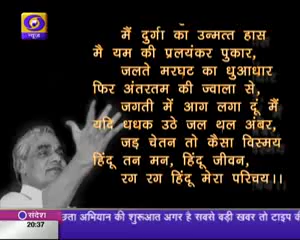 न्यूज़
मैं दुर्गा का उन्मत्त हास
मै यम की प्रलयंकर पुकार,
जलते मरघट का धुआधार
फिर अंतरतम की ज्वाला से,
जगती में आग लगा दूं मैं
यदि धधक उठे जल थल अंबर,
जड़ चेतन तो कैसा विस्मय
हिंदू तन मन, हिंदू जीवन,
रग रग हिंदू मेरा परिचय।।
संदेश
20:37
छता अभियान की शुरूआत अगर है सबसे बड़ी खबर तो टाइप की